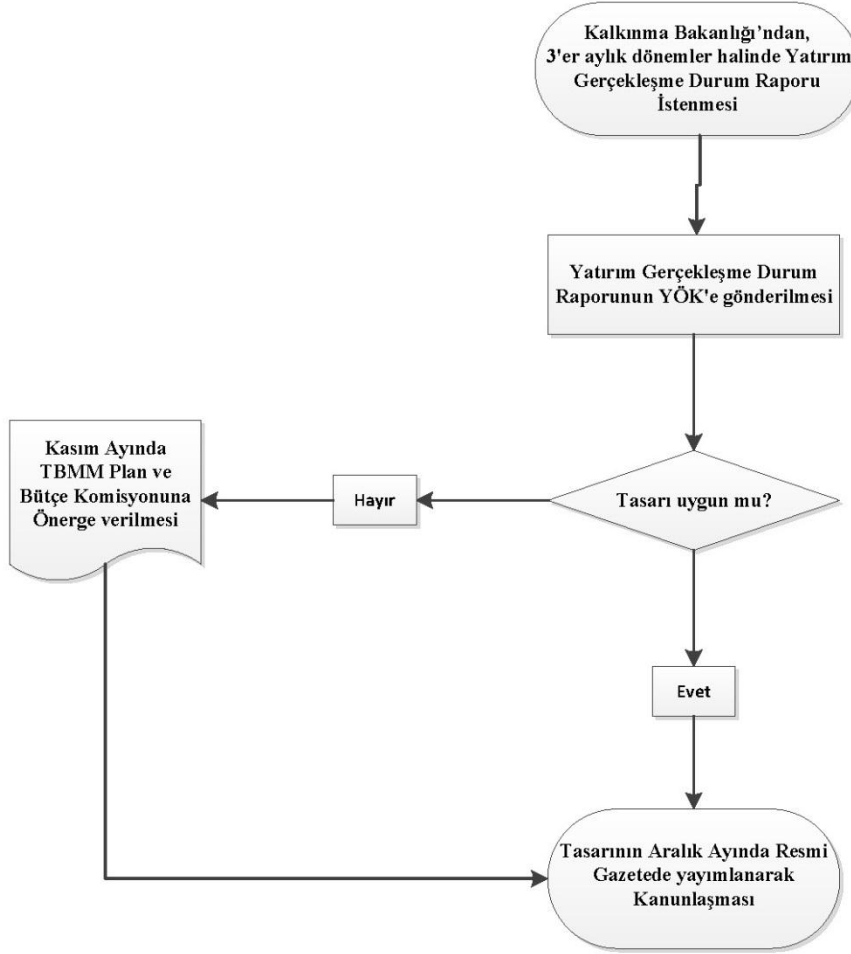 Kalkınma Bakanlığı’ndan,
3'er aylık dönemler halinde Yatırım
Gerçekleşme Durum Raporu
İstenmesi
Yatırım Gerçekleşme Durum
Raporunun YÖK'e gönderilmesi
Tasarı uygun mu?
Hayır
Kasım Ayında
TBMM Plan ve
Bütçe Komisyonuna
Önerge verilmesi
Evet
Tasarının Aralık Ayında Resmi
Gazetede yayımlanarak
Kanunlaşması